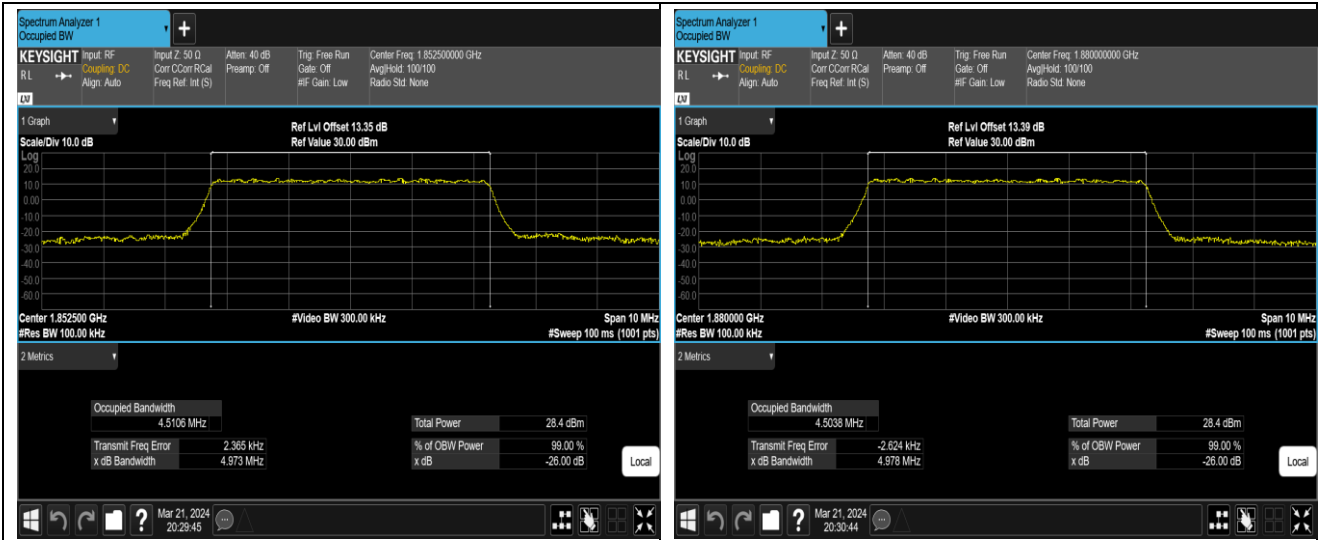 Spectrum Analyzer 1
Occupied BW
+
KEYSIGHT Input: RF Input Z: 50 Ω Atten: 40 dB Trig: Free Run Center Freq: 1.852500000 GHz
RL Coupling: DC Corr CCorr RCal Preamp: Off Gate: Off Avg|Hold: 100/100
Align: Auto Freq Ref: Int (S) #IF Gain: Low Radio Std: None
LXI
1 Graph
Ref Lvl Offset 13.35 dB
Scale/Div 10.0 dB Ref Value 30.00 dBm
Log
20.0
10.0
0.00
-10.0
-20.0
-30.0
-40.0
-50.0
-60.0
Center 1.852500 GHz #Video BW 300.00 kHz Span 10 MHz
#Res BW 100.00 kHz #Sweep 100 ms (1001 pts)
2 Metrics
Occupied Bandwidth
4.5106 MHz Total Power 28.4 dBm
Transmit Freq Error 2.365 kHz % of OBW Power 99.00 %
x dB Bandwidth 4.973 MHz x dB -26.00 dB
Local
?
Mar 21, 2024
20:29:45
Spectrum Analyzer 1
Occupied BW
+
KEYSIGHT Input: RF Input Z: 50 Ω Atten: 40 dB Trig: Free Run Center Freq: 1.880000000 GHz
RL Coupling: DC Corr CCorr RCal Preamp: Off Gate: Off Avg|Hold: 100/100
Align: Auto Freq Ref: Int (S) #IF Gain: Low Radio Std: None
LXI
1 Graph
Ref Lvl Offset 13.39 dB
Scale/Div 10.0 dB Ref Value 30.00 dBm
Log
20.0
10.0
0.00
-10.0
-20.0
-30.0
-40.0
-50.0
-60.0
Center 1.880000 GHz #Video BW 300.00 kHz Span 10 MHz
#Res BW 100.00 kHz #Sweep 100 ms (1001 pts)
2 Metrics
Occupied Bandwidth
4.5038 MHz Total Power 28.4 dBm
Transmit Freq Error -2.624 kHz % of OBW Power 99.00 %
x dB Bandwidth 4.978 MHz x dB -26.00 dB
Local
?
Mar 21, 2024
20:30:44